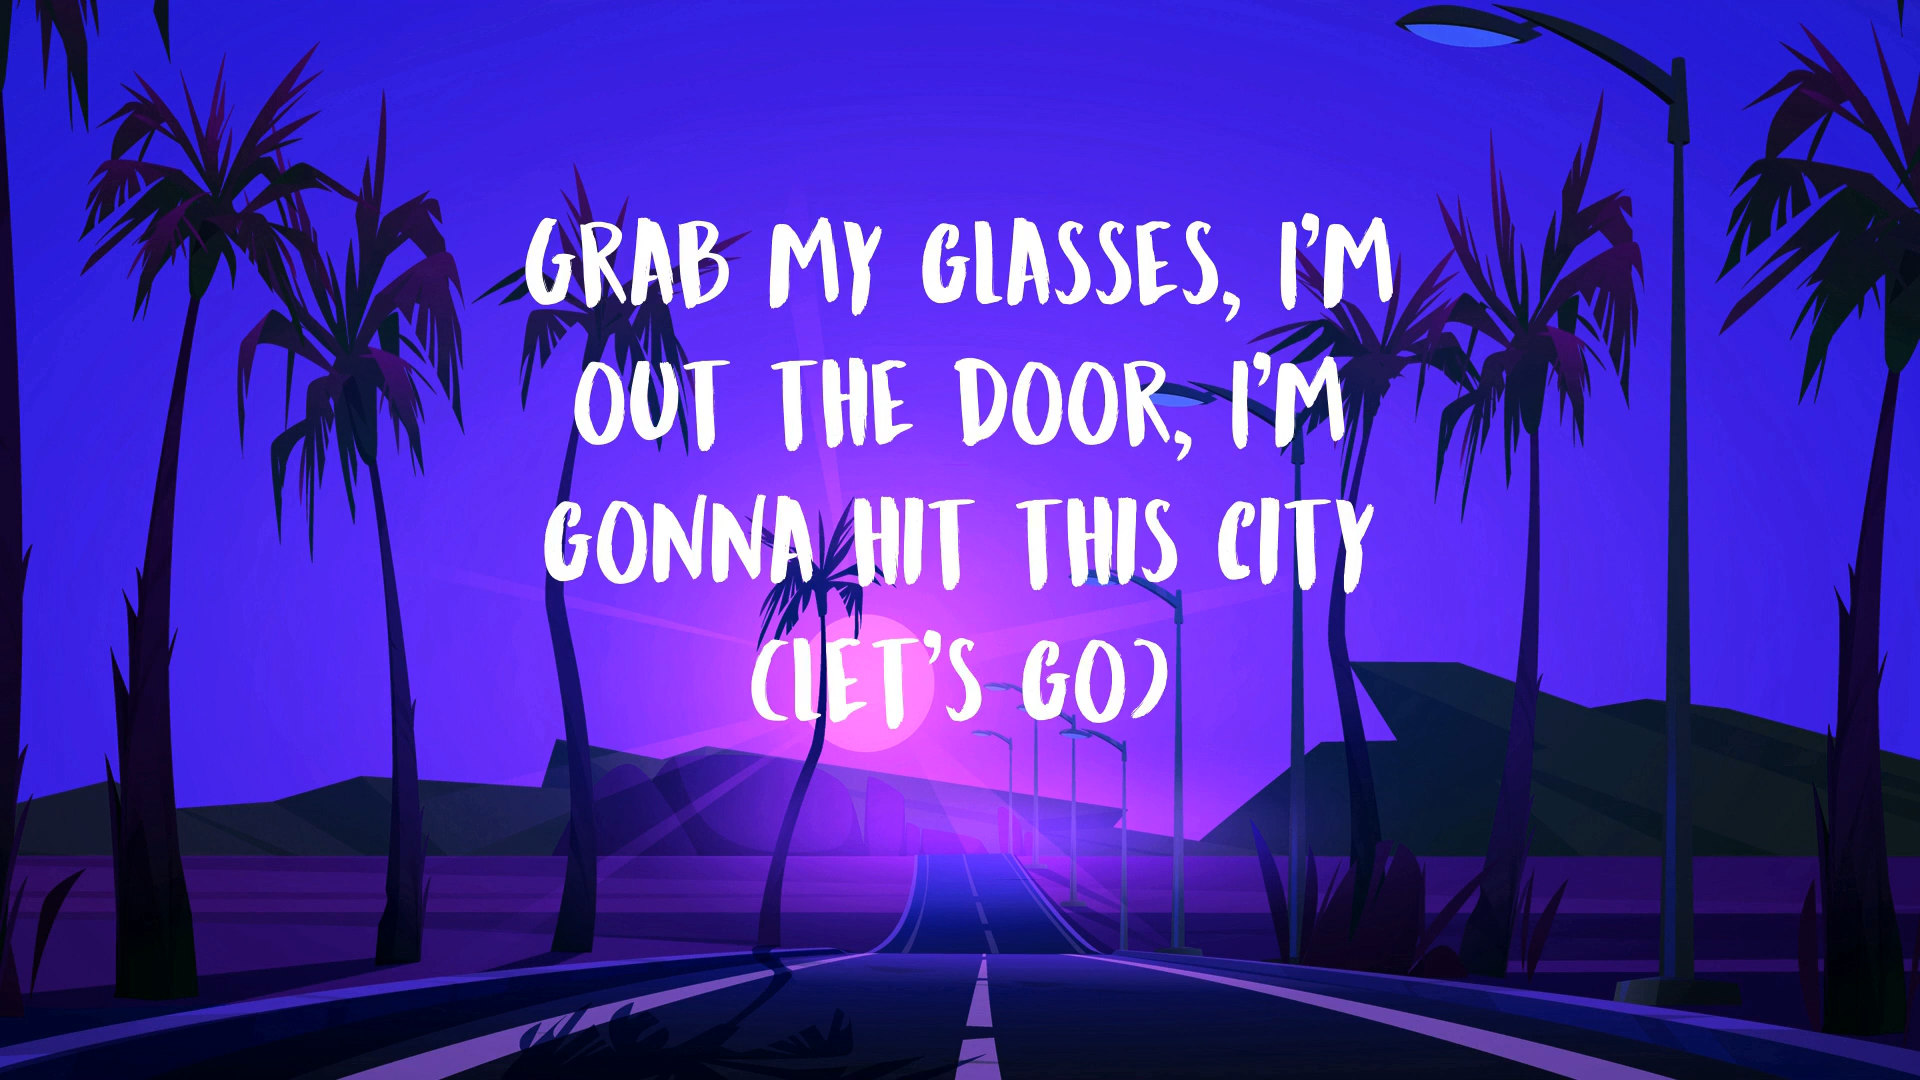 GRAB MY GLASSES, I'M
OUT THE DOOR, I'M
GONNA HIT THIS CITY
(LET'S GO)